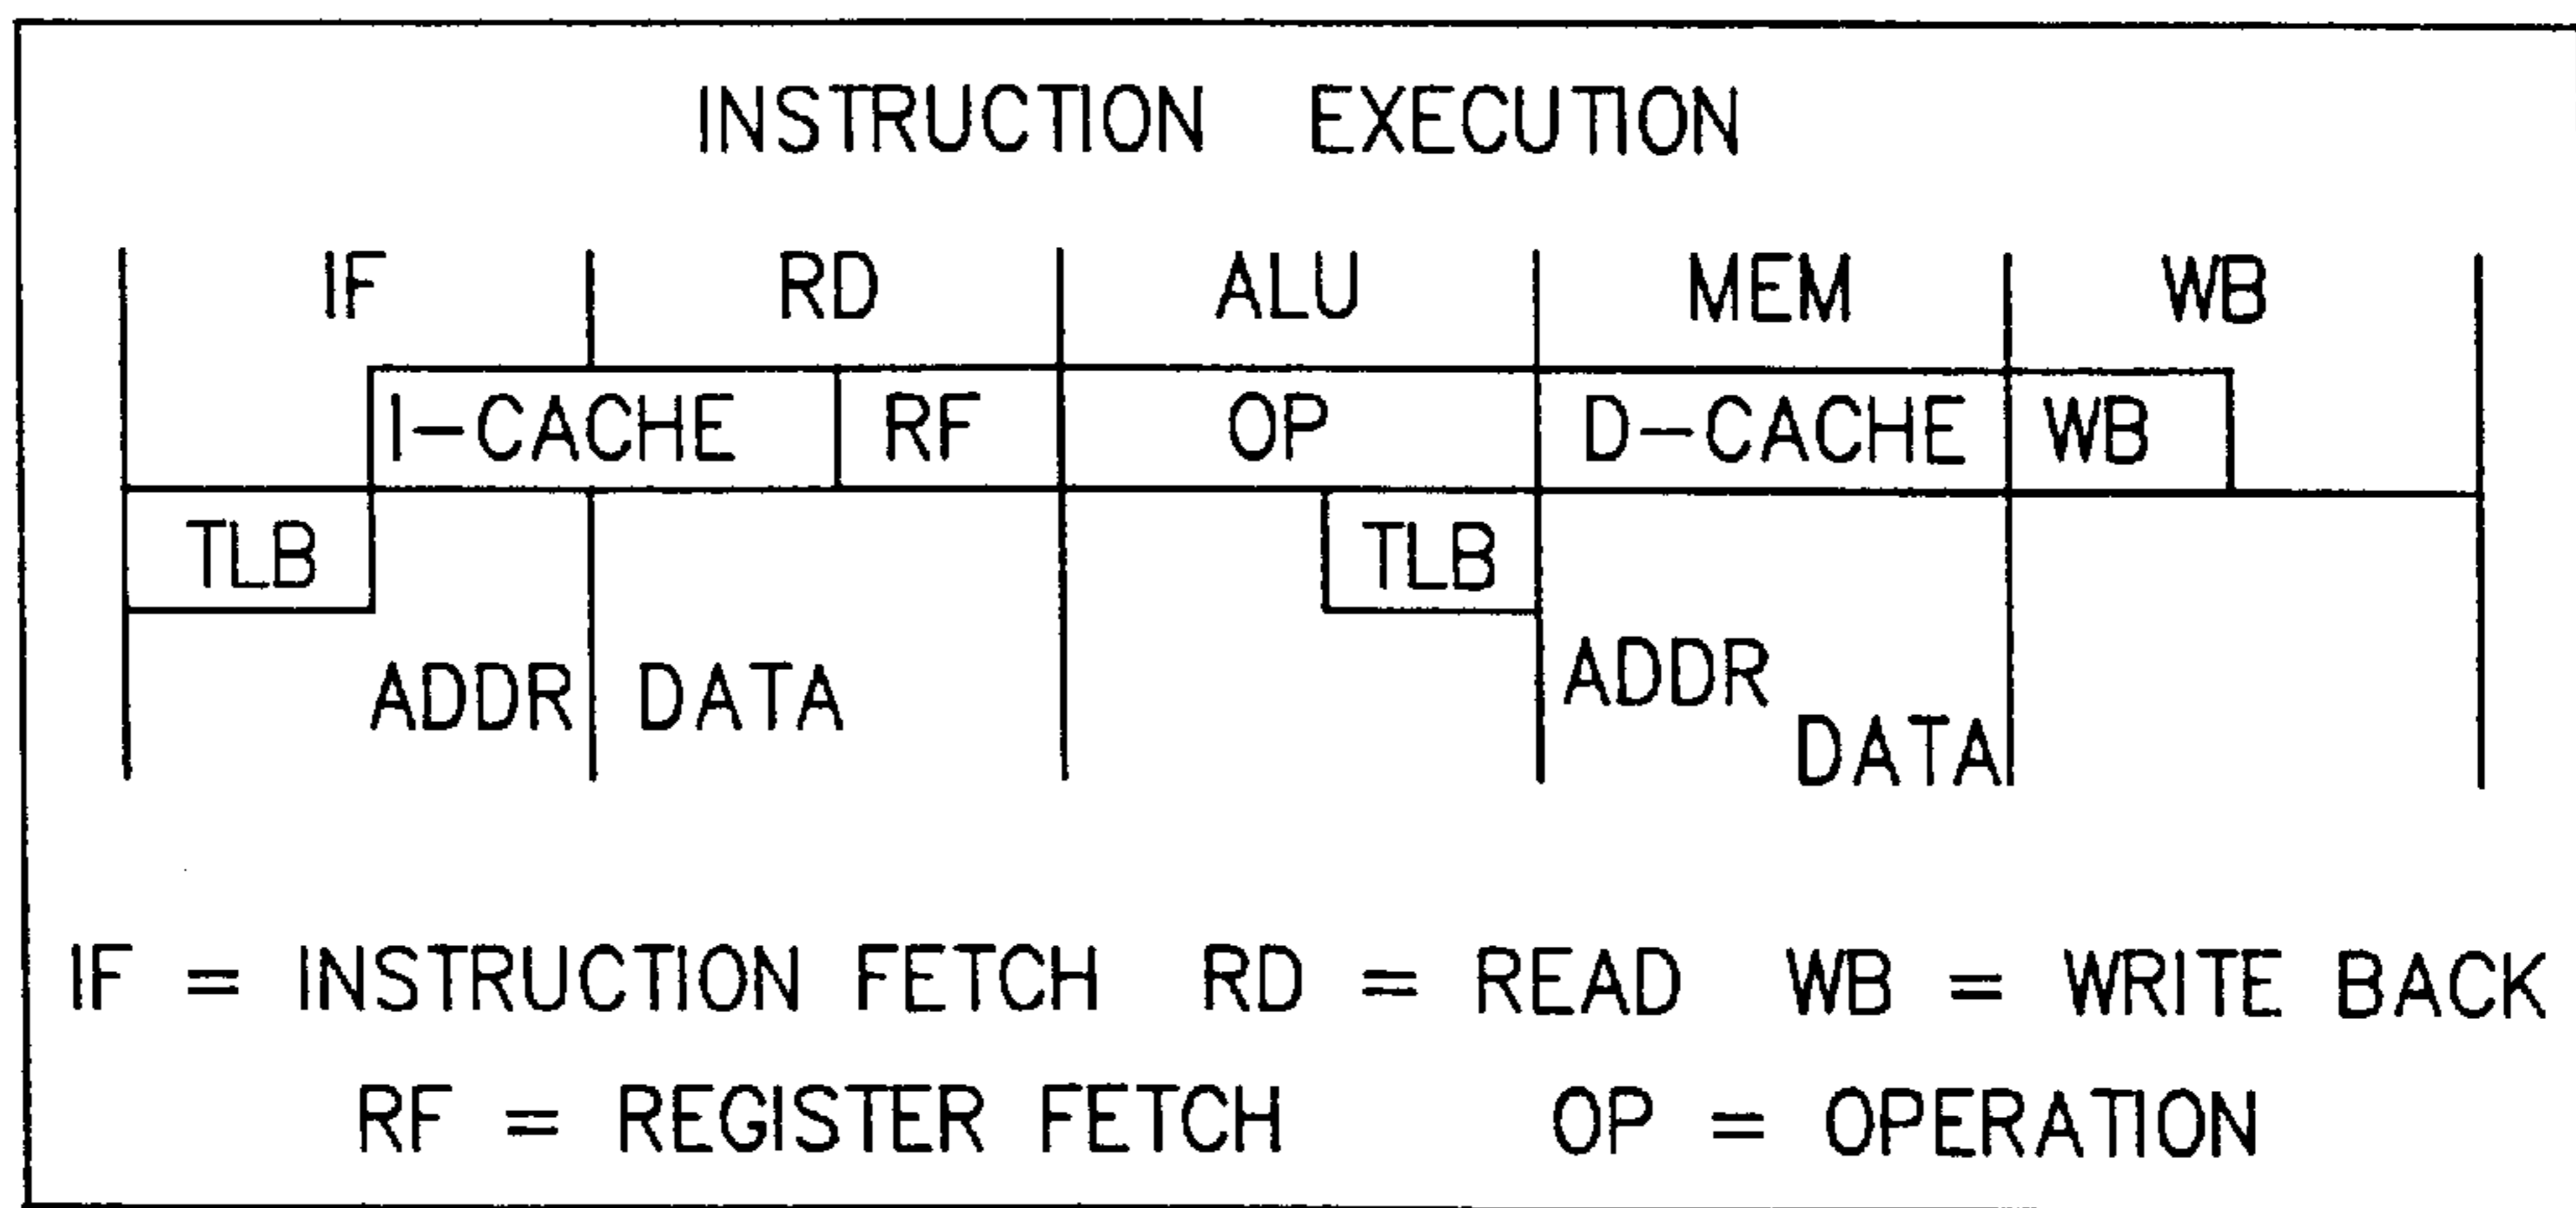 INSTRUCTION EXECUTION
IF RD ALU MEM WB
I-CACHE RF OP D-CACHE WB
TLB TLB
ADDR DATA ADDR
DATA
IF = INSTRUCTION FETCH RD = READ WB = WRITE BACK
RF = REGISTER FETCH OP = OPERATION